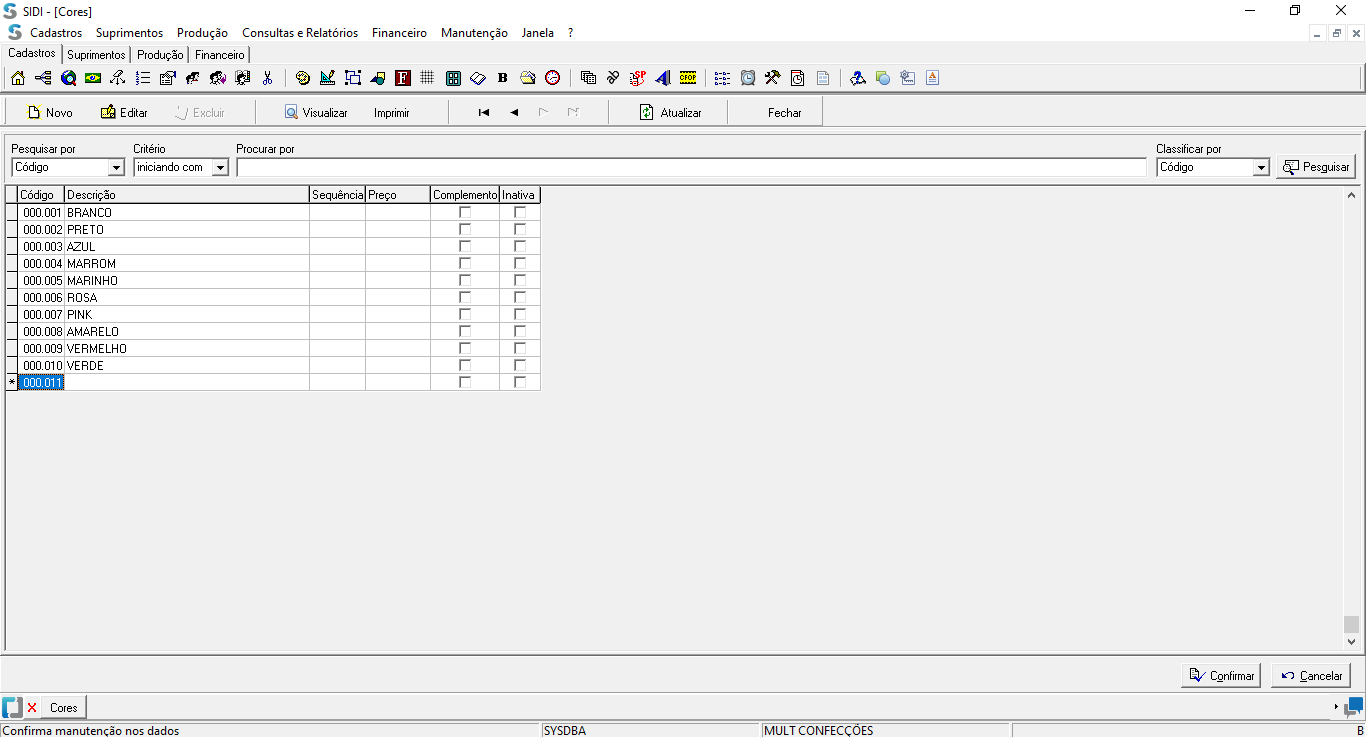 SIDI - [Cores]
Cadastros Suprimentos Produção Consultas e Relatórios Financeiro Manutenção Janela ?
Cadastros Suprimentos Produção Financeiro
F B SP CFOP A
Novo Editar Excluir Visualizar Imprimir Atualizar Fechar
Pesquisar por Critério Procurar por Classificar por
Código iniciando com Código Pesquisar
Código Descrição Sequência Preço Complemento Inativa
000.001 BRANCO
000.002 PRETO
000.003 AZUL
000.004 MARROM
000.005 MARINHO
000.006 ROSA
000.007 PINK
000.008 AMARELO
000.009 VERMELHO
000.010 VERDE
* 000.011
Confirmar Cancelar
Cores
Confirma manutenção nos dados SYSDBA MULT CONFECÇÕES B